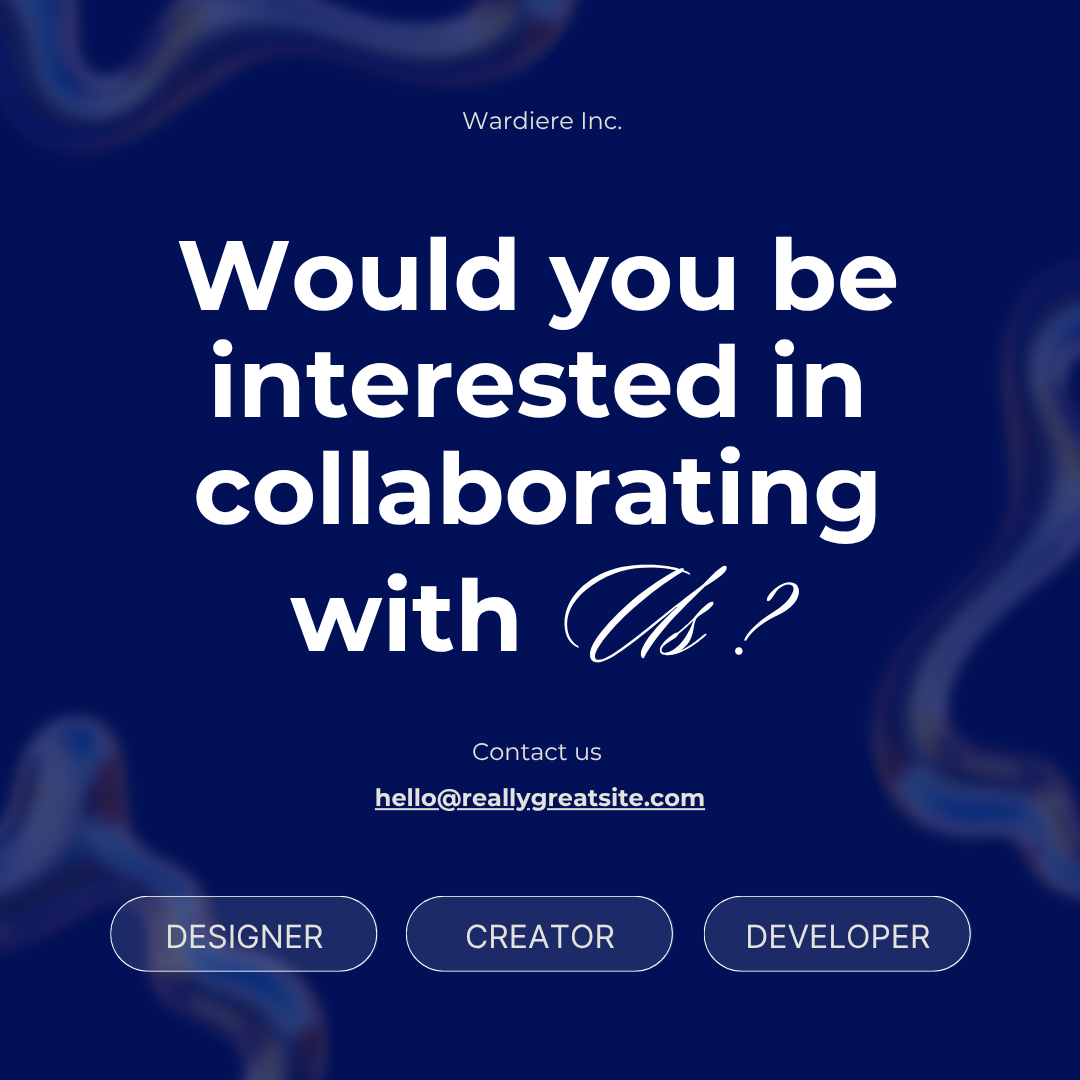 Wardiere Inc.
Would you be
interested in
collaborating
with Us ?
Contact us
hello@reallygreatsite.com
DESIGNER CREATOR DEVELOPER